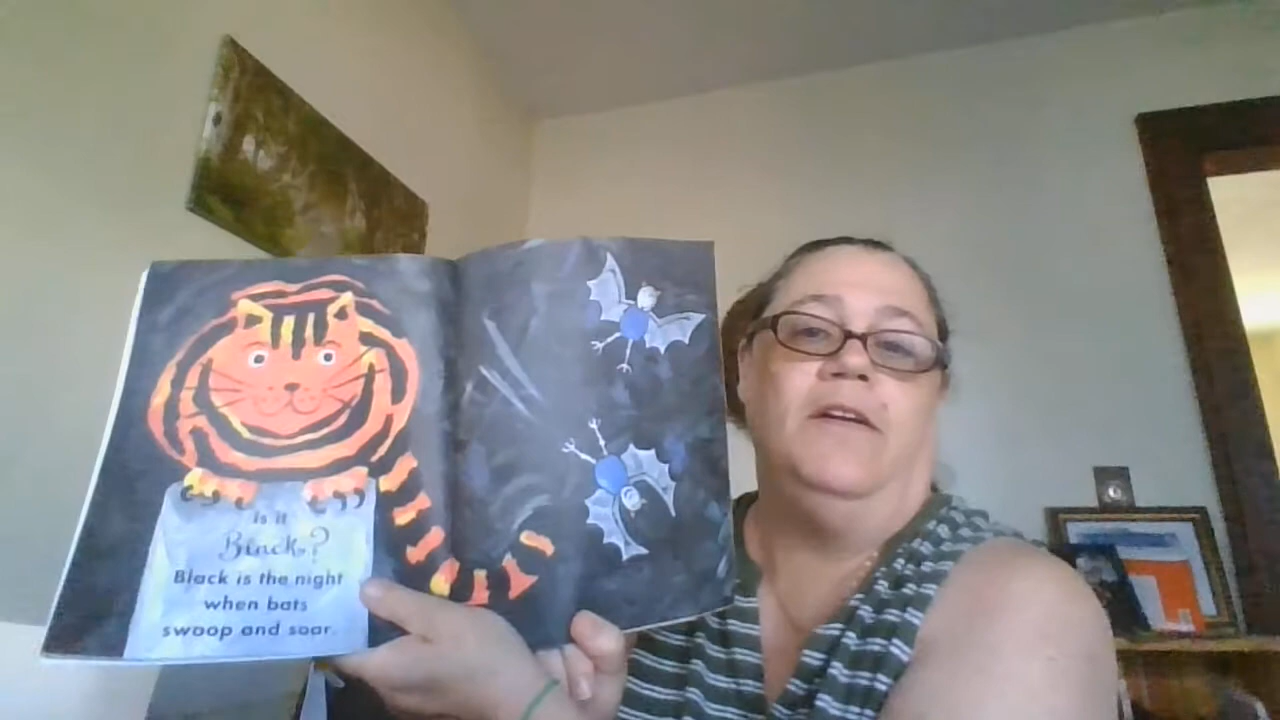 Is it
Black?
Black is the night
when bats
swoop and soar.